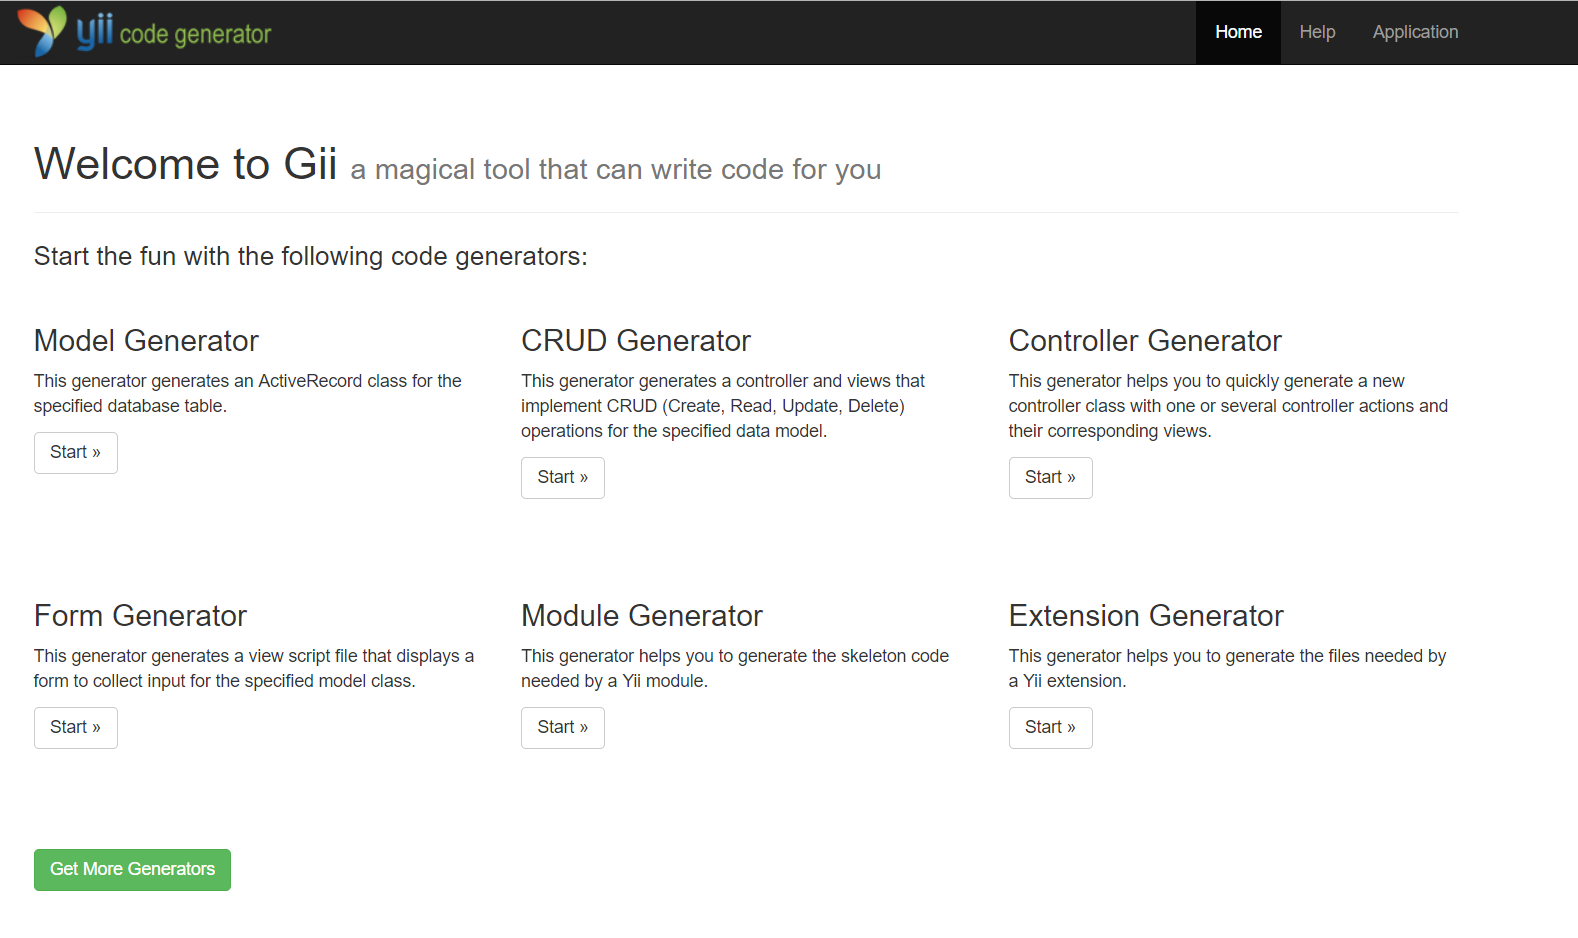 yii code generator
Home Help Application
Welcome to Gii a magical tool that can write code for you
Start the fun with the following code generators:
Model Generator
This generator generates an ActiveRecord class for the
specified database table.
Start »
CRUD Generator
This generator generates a controller and views that
implement CRUD (Create, Read, Update, Delete)
operations for the specified data model.
Start »
Controller Generator
This generator helps you to quickly generate a new
controller class with one or several controller actions and
their corresponding views.
Start »
Form Generator
This generator generates a view script file that displays a
form to collect input for the specified model class.
Start »
Module Generator
This generator helps you to generate the skeleton code
needed by a Yii module.
Start »
Extension Generator
This generator helps you to generate the files needed by
a Yii extension.
Start »
Get More Generators